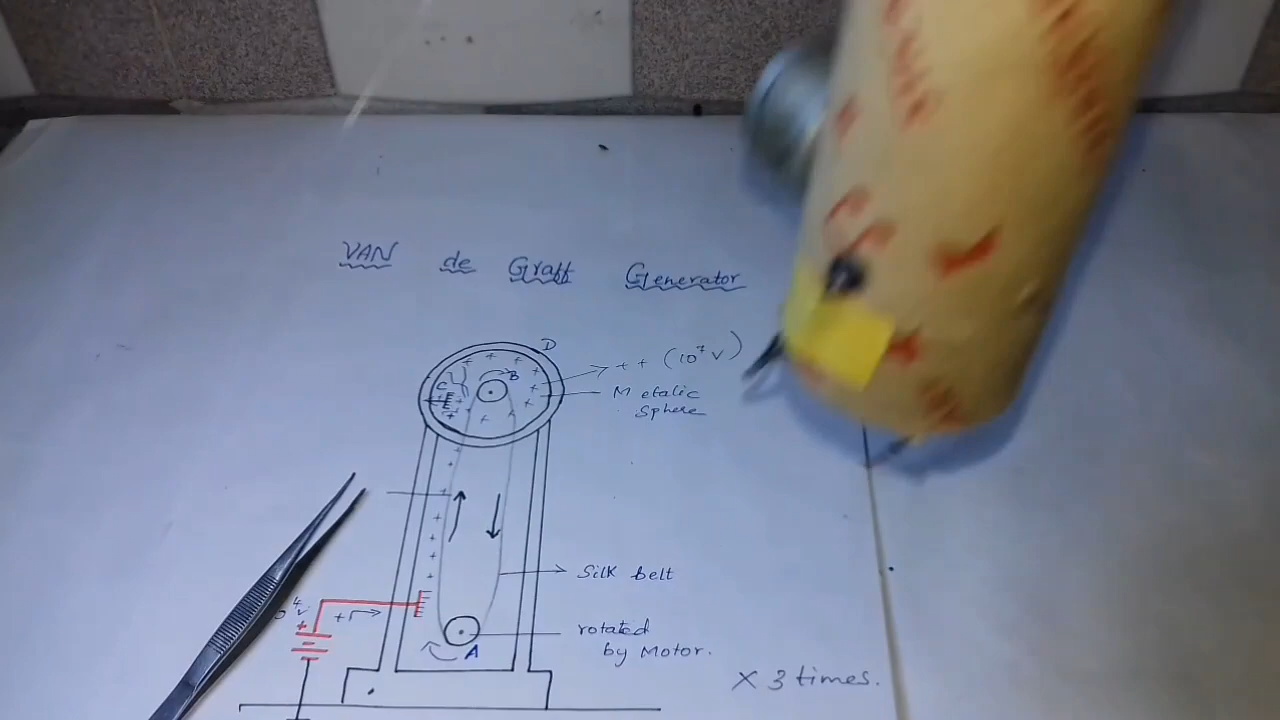 VAN de Graff Generator
D
+ + (10⁷ V)
B
C
Metalic
Sphere
Silk belt
rotated
by Motor.
A
X 3 times.